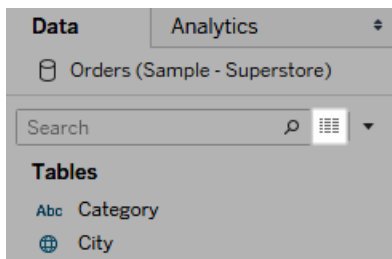 Data Analytics
Orders (Sample - Superstore)
Search
Tables
Abc Category
City